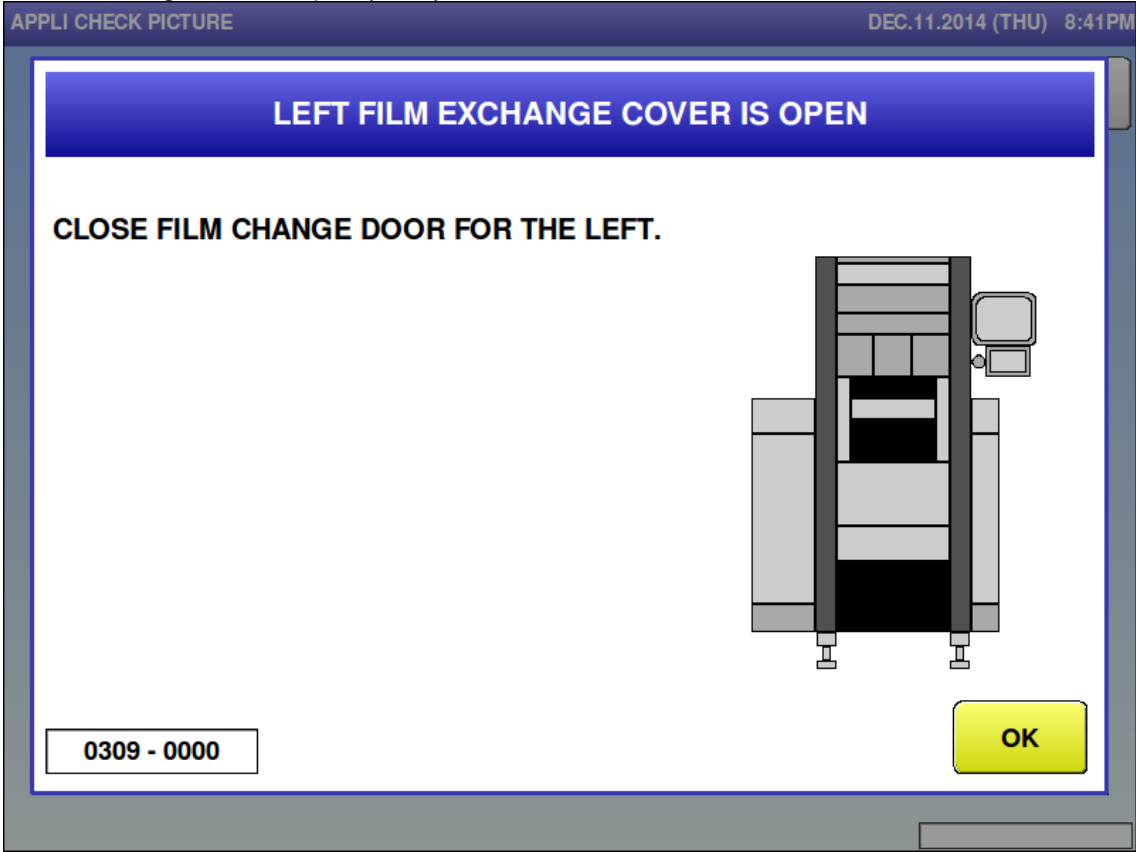 APPLI CHECK PICTURE DEC.11.2014 (THU) 8:41PM
LEFT FILM EXCHANGE COVER IS OPEN
CLOSE FILM CHANGE DOOR FOR THE LEFT.
0309 - 0000
OK